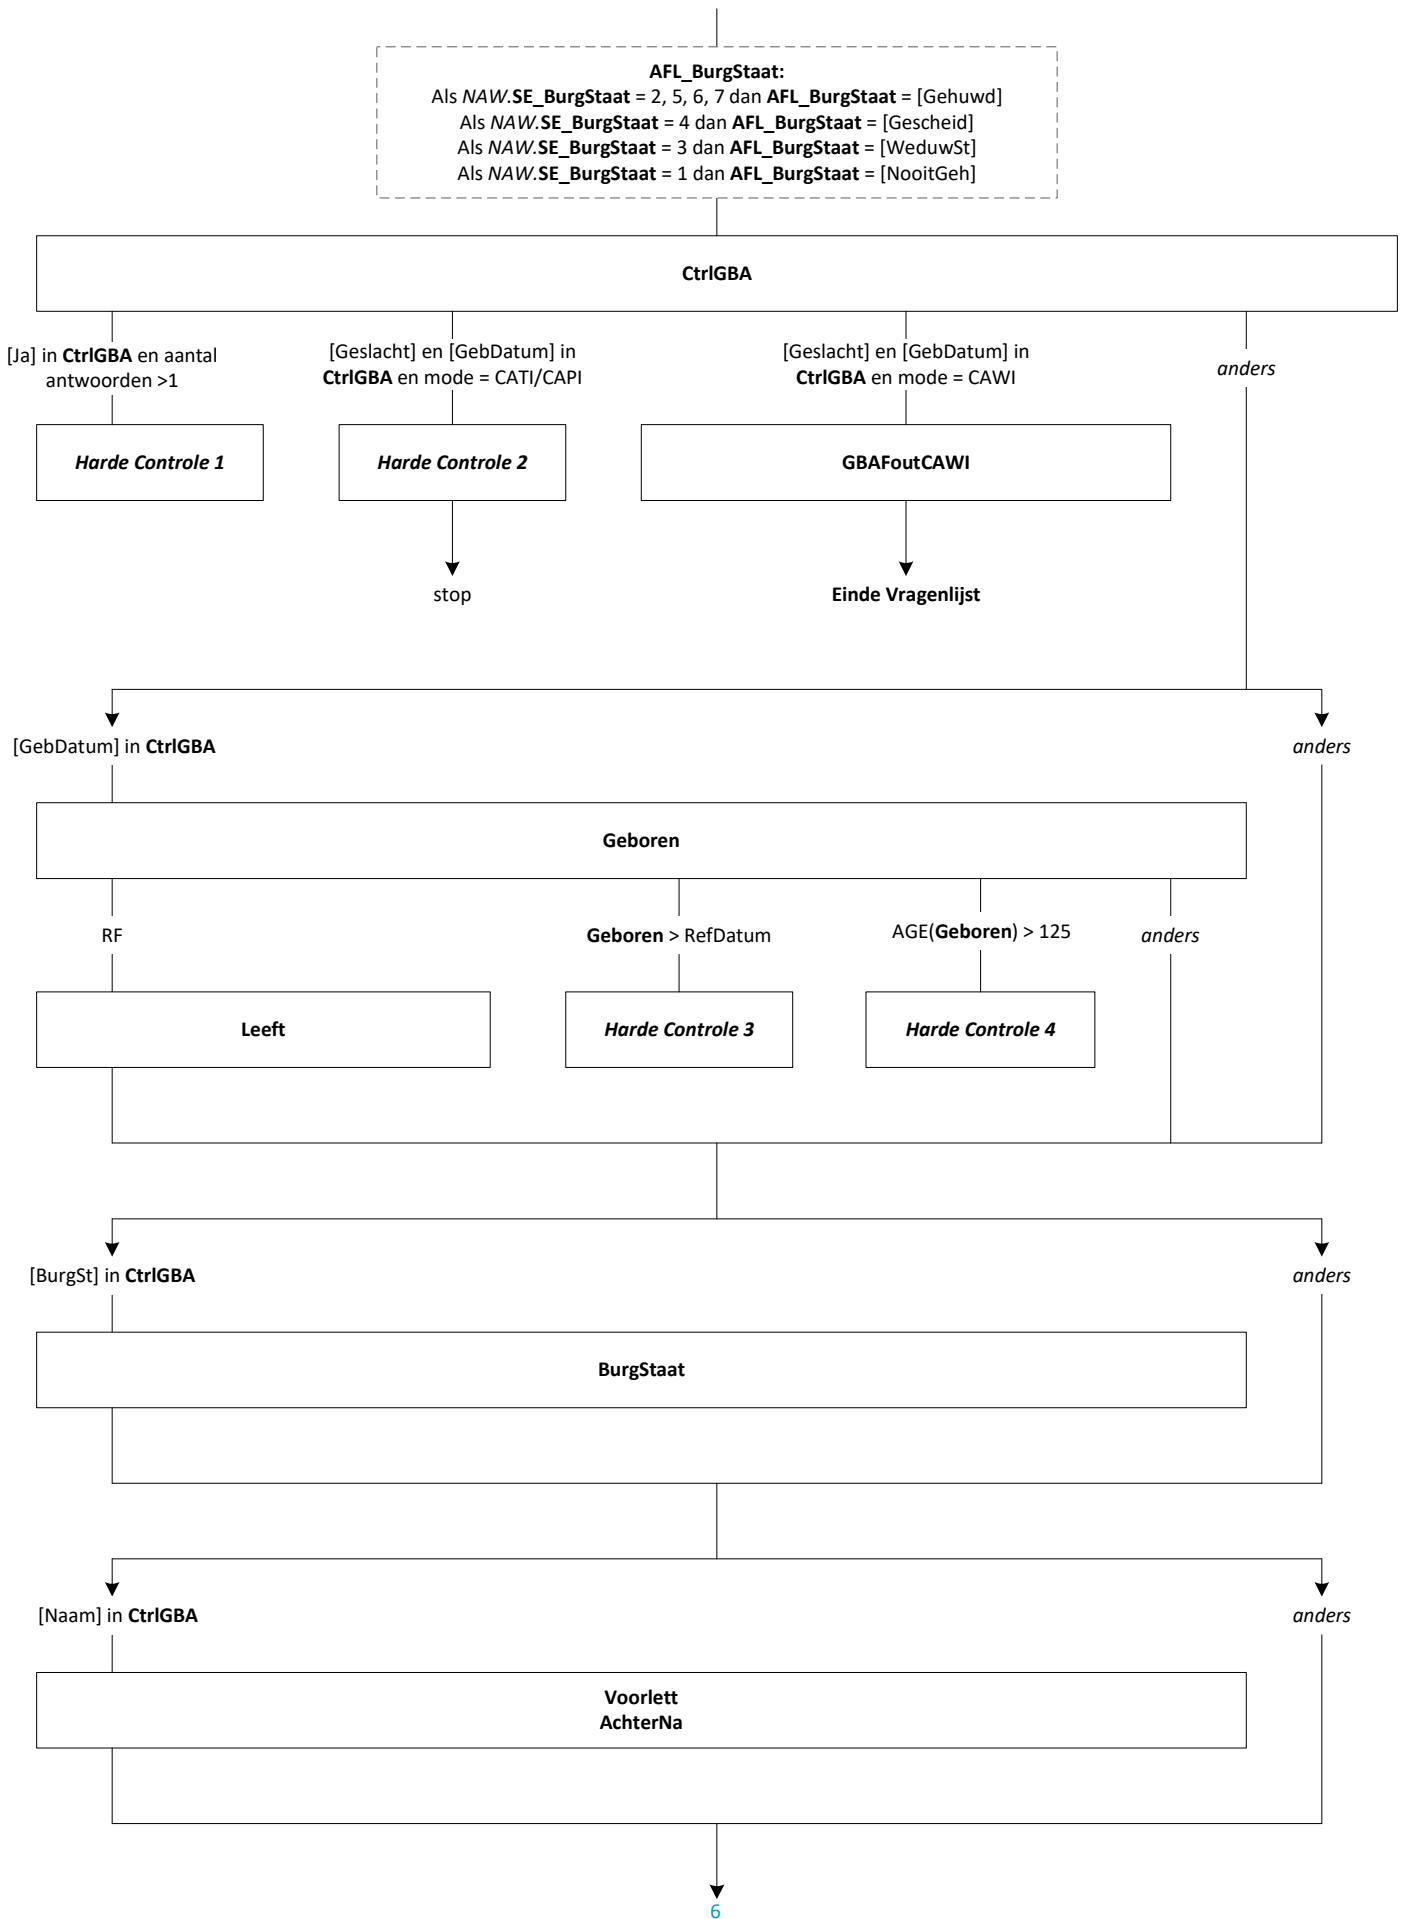 AFL_BurgStaat:
Als NAW.SE_BurgStaat = 2, 5, 6, 7 dan AFL_BurgStaat = [Gehuwd]
Als NAW.SE_BurgStaat = 4 dan AFL_BurgStaat = [Gescheid]
Als NAW.SE_BurgStaat = 3 dan AFL_BurgStaat = [WeduwSt]
Als NAW.SE_BurgStaat = 1 dan AFL_BurgStaat = [NooitGeh]
CtrlGBA
[Ja] in CtrlGBA en aantal
antwoorden >1
[Geslacht] en [GebDatum] in
CtrlGBA en mode = CATI/CAPI
[Geslacht] en [GebDatum] in
CtrlGBA en mode = CAWI
anders
Harde Controle 1
Harde Controle 2
GBAFoutCAWI
stop
Einde Vragenlijst
[GebDatum] in CtrlGBA
anders
Geboren
RF
Geboren > RefDatum
AGE(Geboren) > 125
anders
Leeft
Harde Controle 3
Harde Controle 4
[BurgSt] in CtrlGBA
anders
BurgStaat
[Naam] in CtrlGBA
anders
Voorlett
AchterNa
6